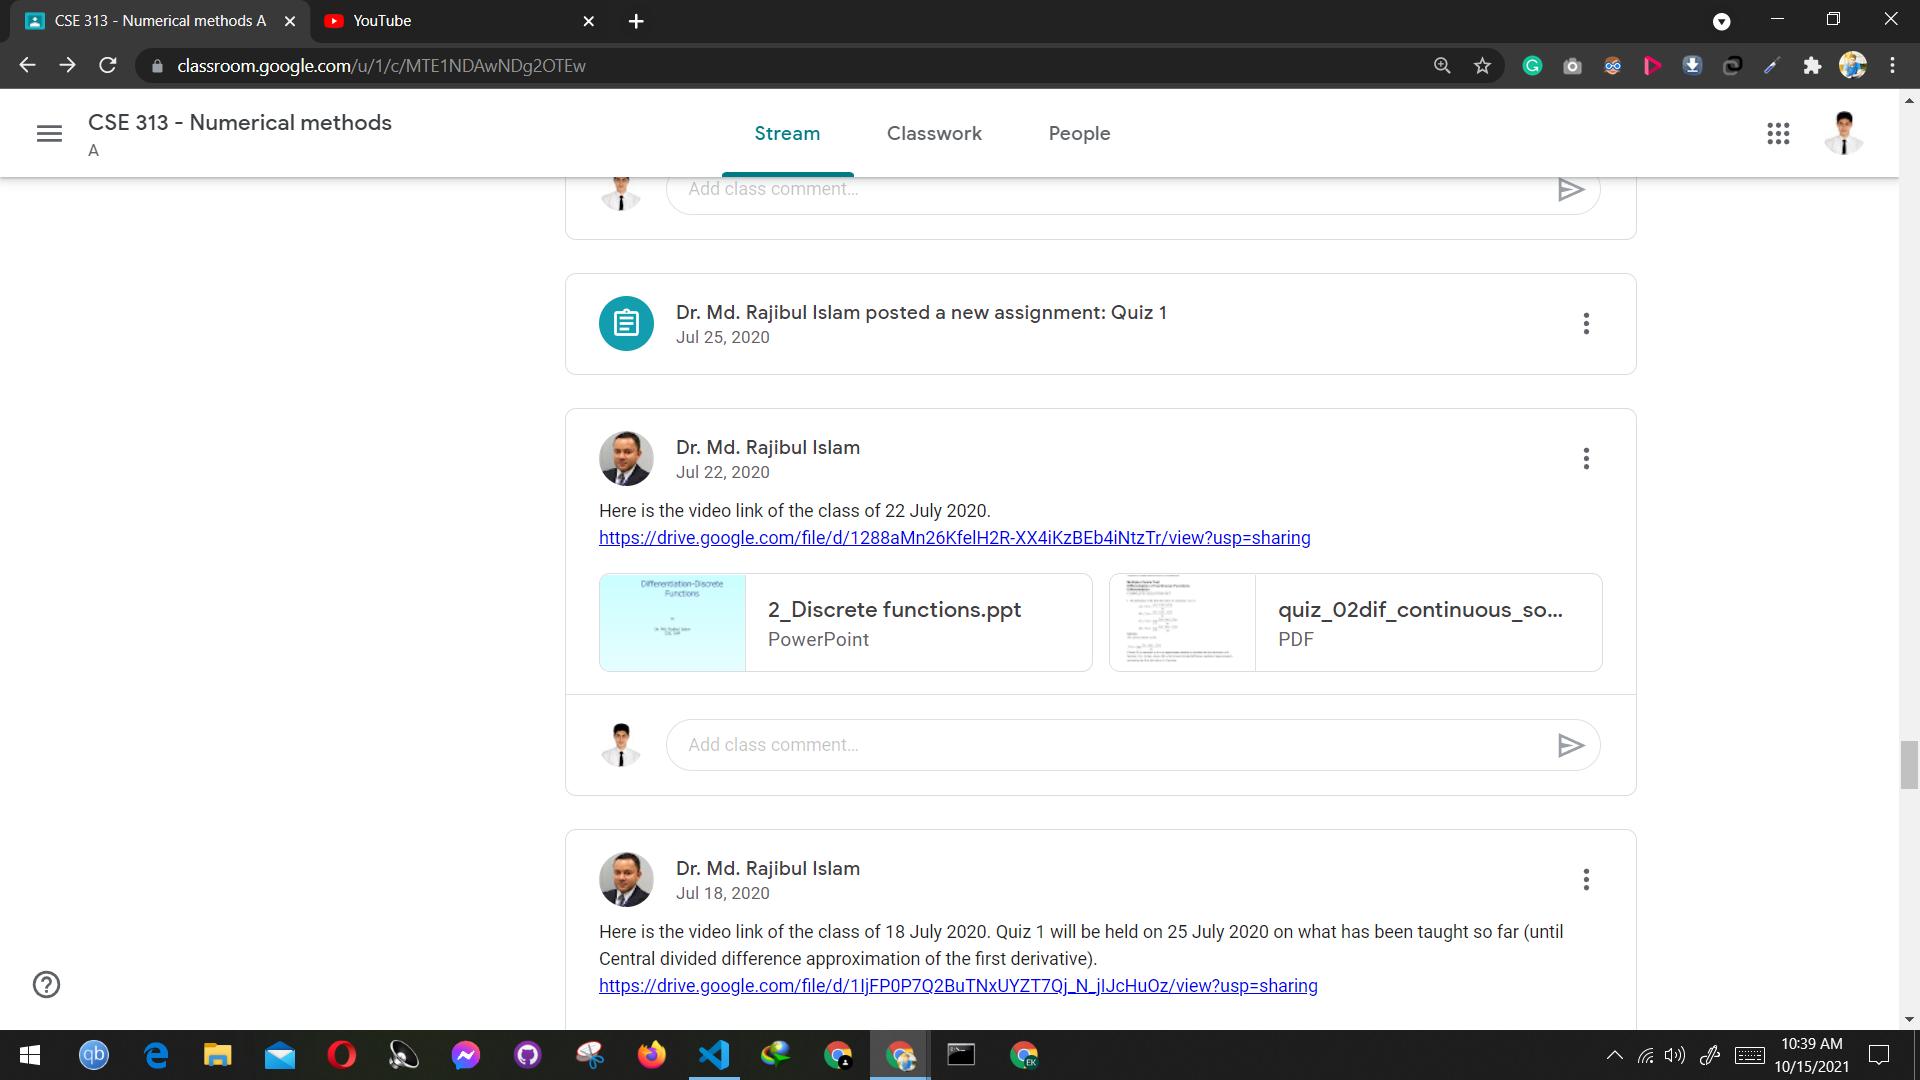 CSE 313 - Numerical methods A
YouTube
classroom.google.com/u/1/c/MTE1NDAwNDg2OTEw
CSE 313 - Numerical methods
A
Stream
Classwork
People
Add class comment...
Dr. Md. Rajibul Islam posted a new assignment: Quiz 1
Jul 25, 2020
Dr. Md. Rajibul Islam
Jul 22, 2020
Here is the video link of the class of 22 July 2020.
https://drive.google.com/file/d/1288aMn26KfelH2R-XX4iKzBEb4iNtzTr/view?usp=sharing
Differentiation-Discrete
Functions
2_Discrete functions.ppt
PowerPoint
quiz_02dif_continuous_so...
PDF
Add class comment...
Dr. Md. Rajibul Islam
Jul 18, 2020
Here is the video link of the class of 18 July 2020. Quiz 1 will be held on 25 July 2020 on what has been taught so far (until
Central divided difference approximation of the first derivative).
https://drive.google.com/file/d/1IjFP0P7Q2BuTNxUYZT7Qj_N_jIJcHuOz/view?usp=sharing
qb
EK
10:39 AM
10/15/2021